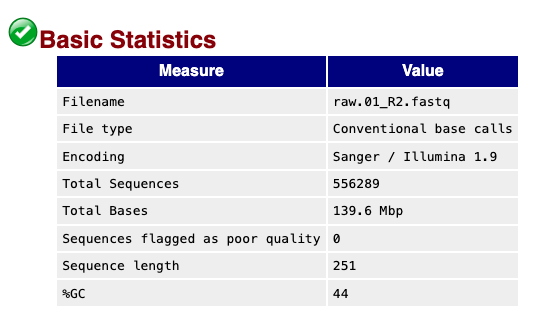 Basic Statistics
Measure Value
Filename raw.01_R2.fastq
File type Conventional base calls
Encoding Sanger / Illumina 1.9
Total Sequences 556289
Total Bases 139.6 Mbp
Sequences flagged as poor quality 0
Sequence length 251
%GC 44